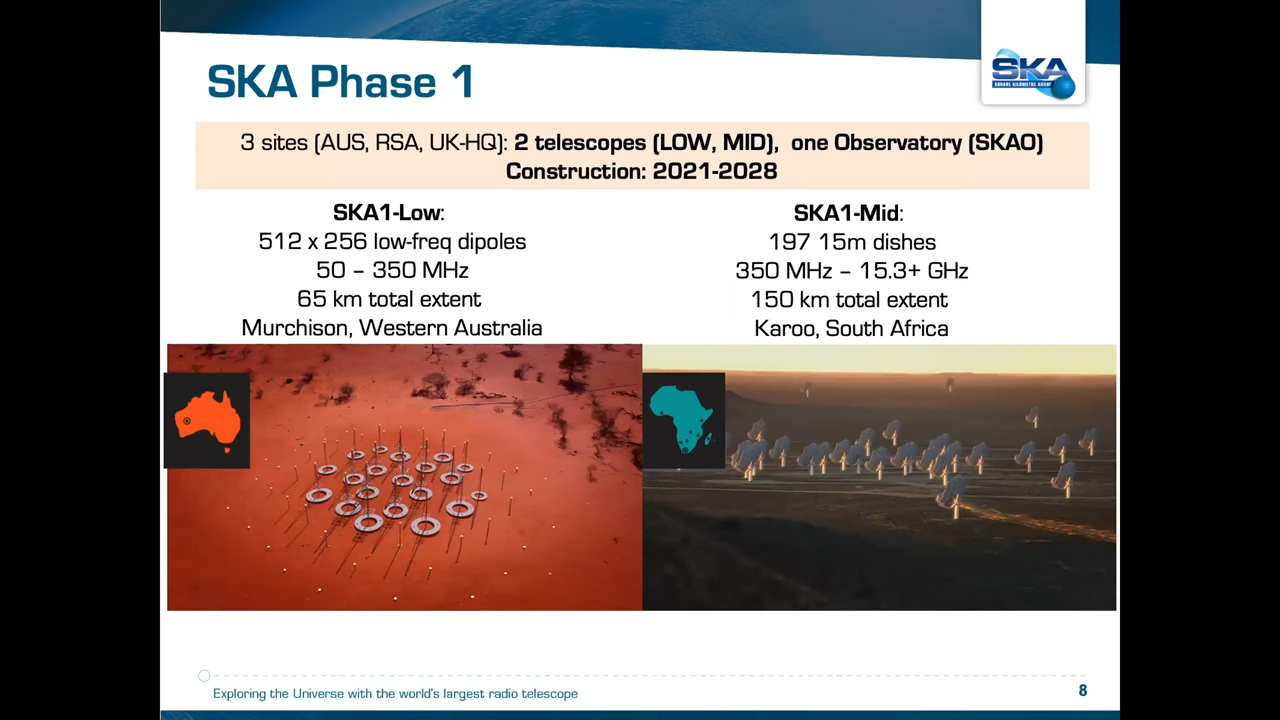 SKA Phase 1
SKA
SQUARE KILOMETRE ARRAY
3 sites (AUS, RSA, UK-HQ): 2 telescopes (LOW, MID), one Observatory (SKAO)
Construction: 2021-2028
SKA1-Low:
512 x 256 low-freq dipoles
50 – 350 MHz
65 km total extent
Murchison, Western Australia
SKA1-Mid:
197 15m dishes
350 MHz – 15.3+ GHz
150 km total extent
Karoo, South Africa
Exploring the Universe with the world's largest radio telescope
8